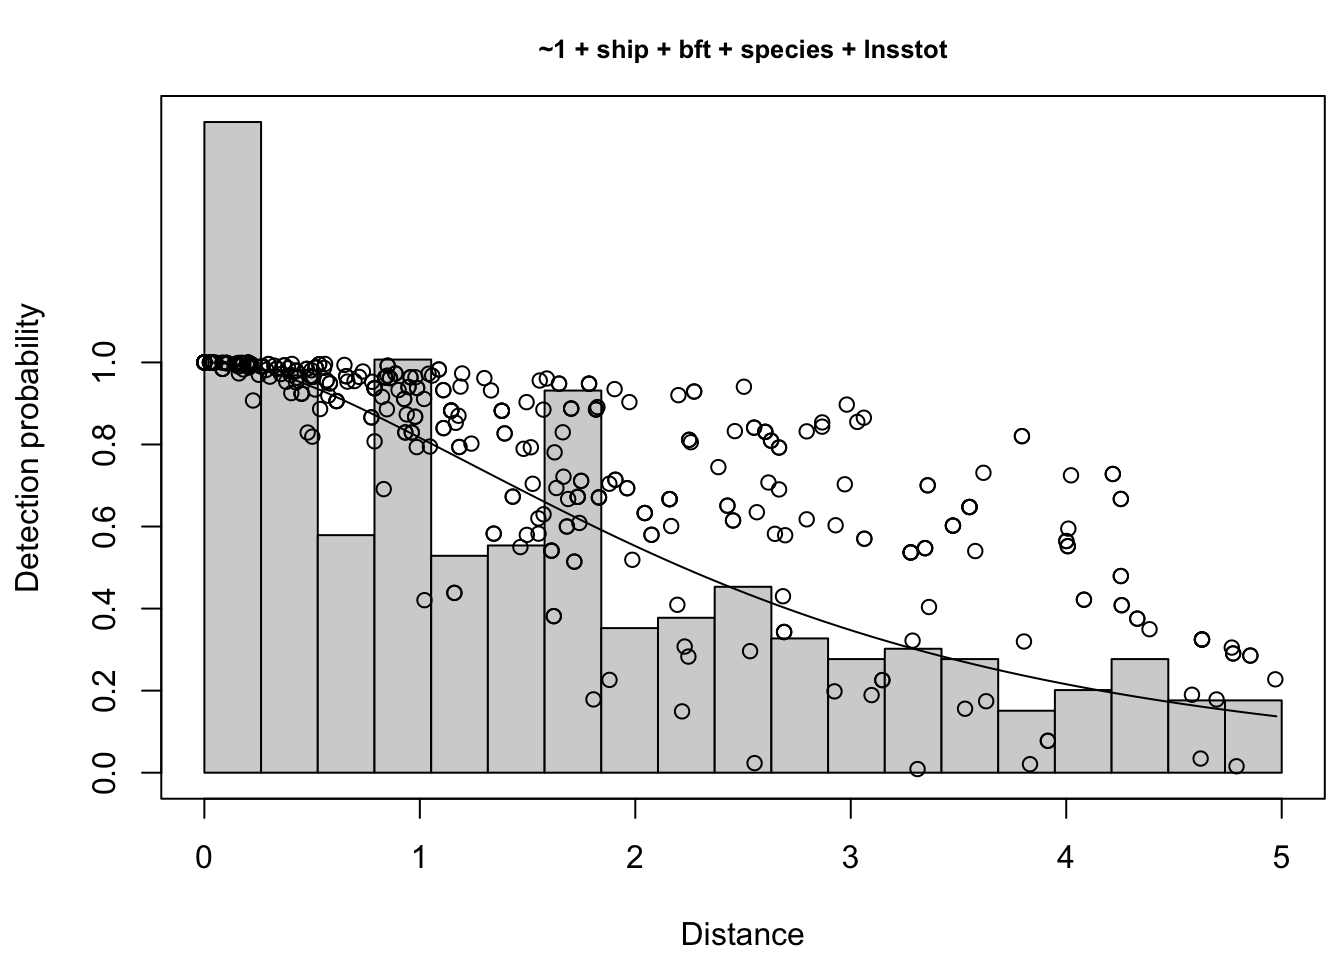 ~1 + ship + bft + species + lnsstot
Detection probability
1.0
0.8
0.6
0.4
0.2
0.0
0 1 2 3 4 5
Distance